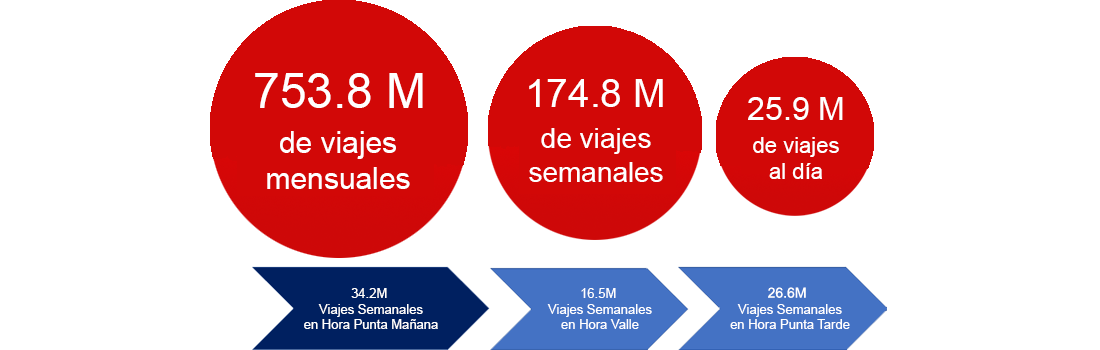 753.8 M
de viajes
mensuales
174.8 M
de viajes
semanales
25.9 M
de viajes
al día
34.2M
Viajes Semanales
en Hora Punta Mañana
16.5M
Viajes Semanales
en Hora Valle
26.6M
Viajes Semanales
en Hora Punta Tarde